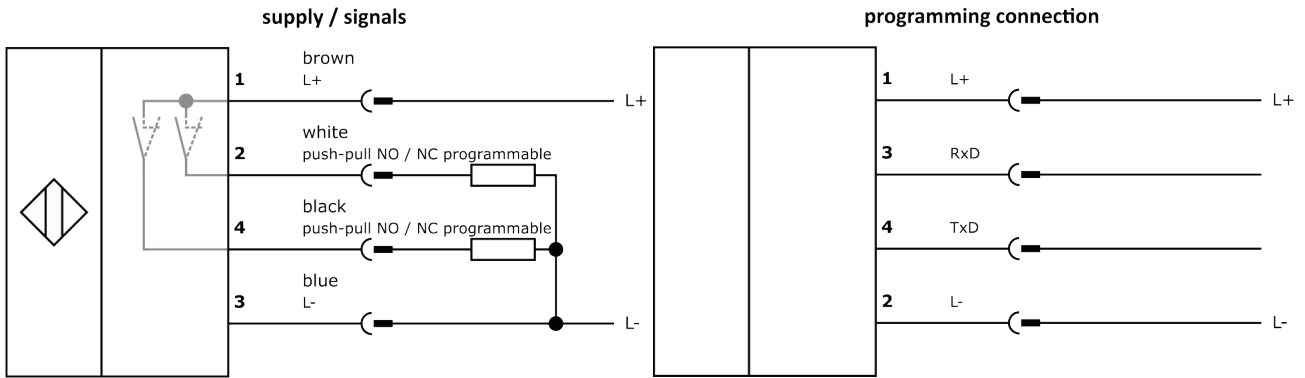 supply / signals
brown
1 L+
L+
white
2 push-pull NO / NC programmable
black
4 push-pull NO / NC programmable
blue
3 L-
L-
programming connection
1 L+
L+
3 RxD
4 TxD
2 L-
L-